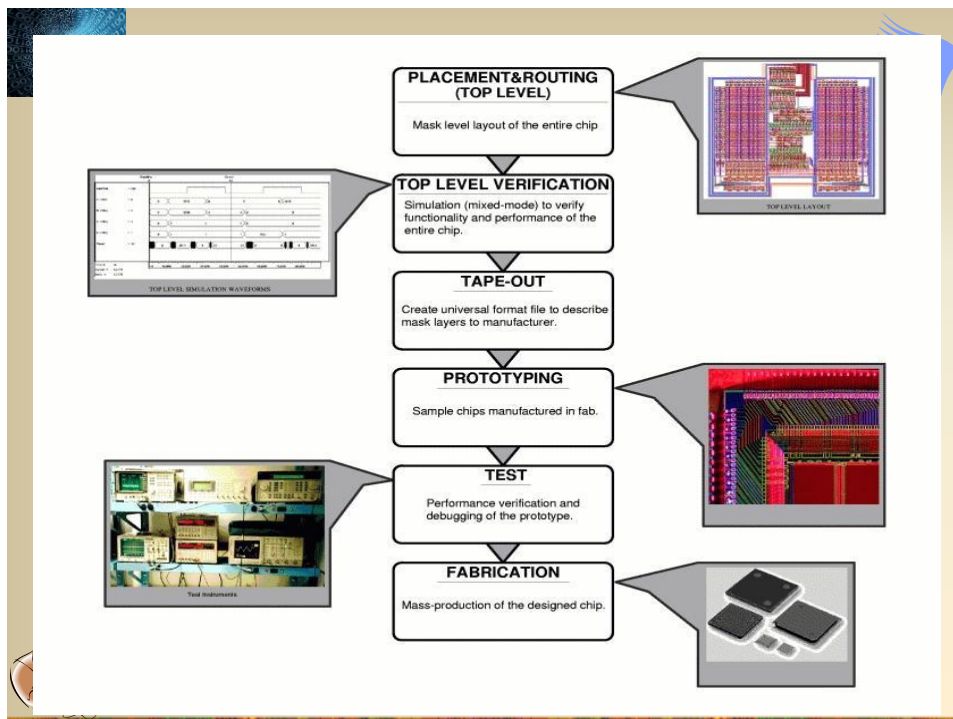 PLACEMENT&ROUTING
(TOP LEVEL)
Mask level layout of the entire chip
TOP LEVEL LAYOUT
TOP LEVEL VERIFICATION
Simulation (mixed-mode) to verify
functionality and performance of the
entire chip.
TOP LEVEL SIMULATION WAVEFORMS
TAPE-OUT
Create universal format file to describe
mask layers to manufacturer.
PROTOTYPING
Sample chips manufactured in fab.
TEST
Performance verification and
debugging of the prototype.
Test Instruments
FABRICATION
Mass-production of the designed chip.